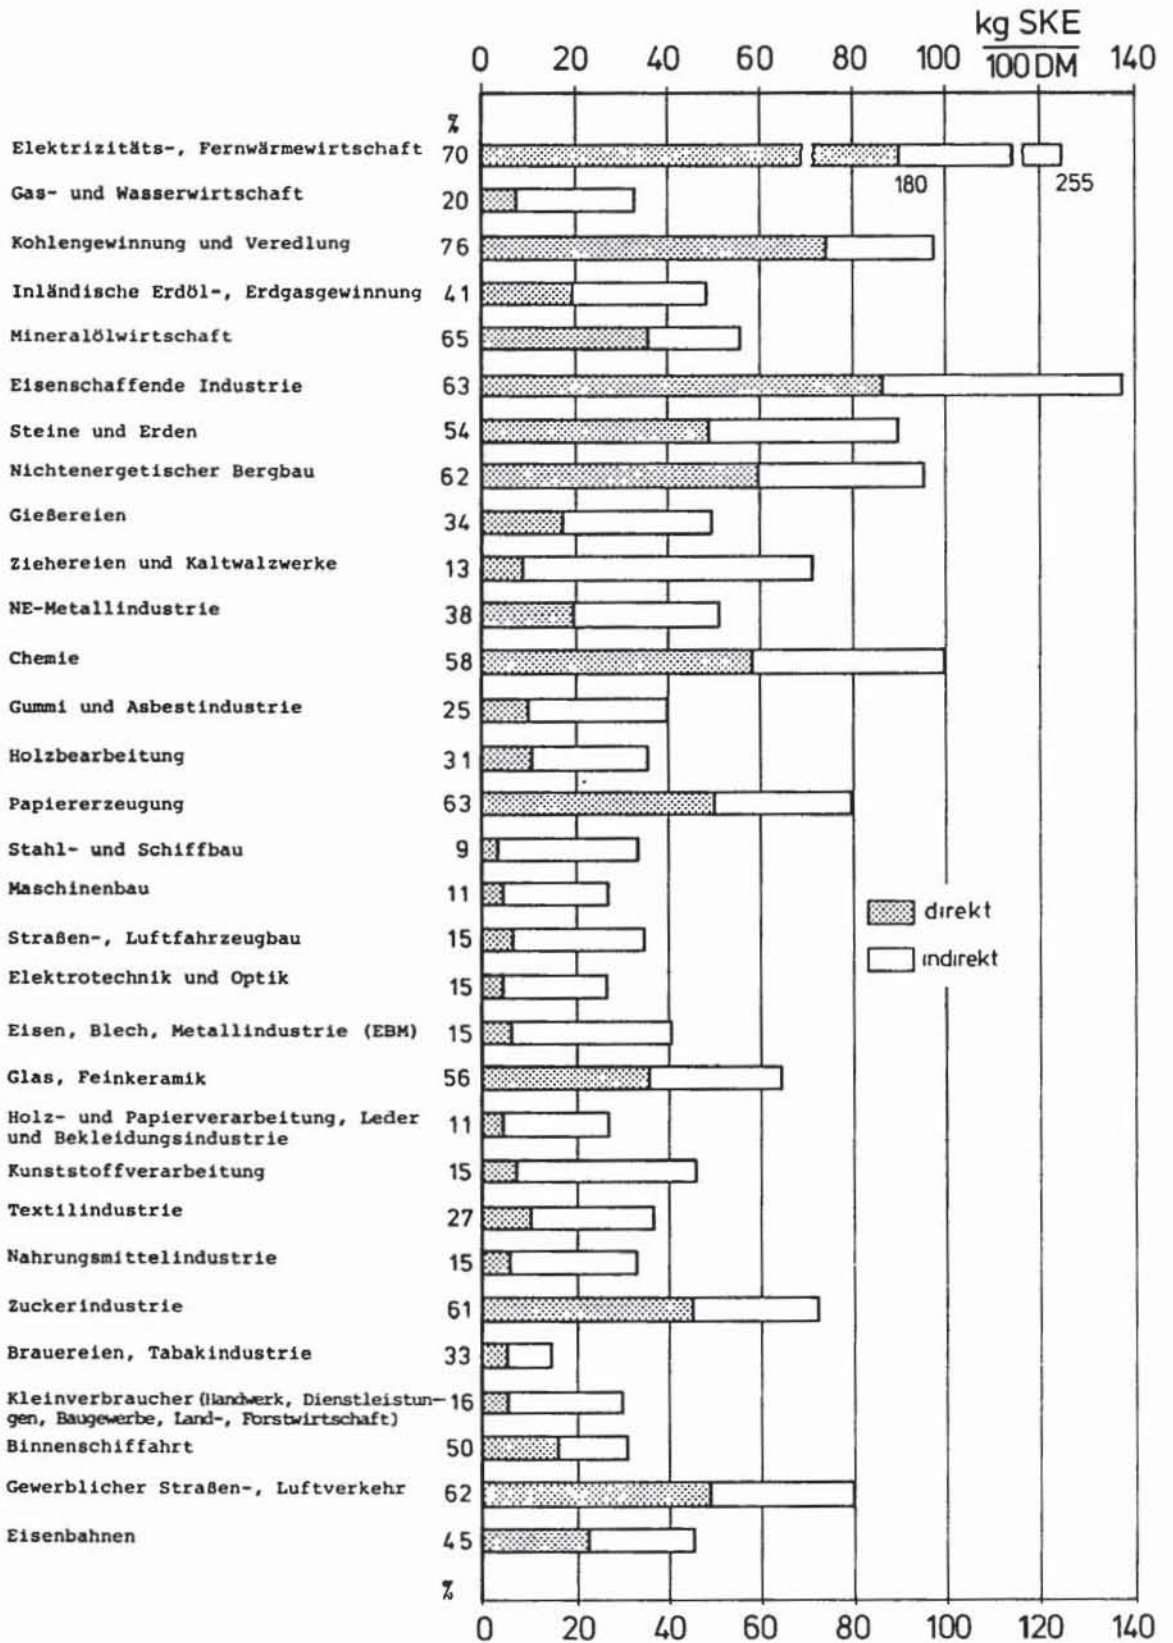 kg SKE
0 20 40 60 80 100 100 DM 140
%
Elektrizitäts-, Fernwärmewirtschaft 70
180 255
Gas- und Wasserwirtschaft 20
Kohlengewinnung und Veredlung 76
Inländische Erdöl-, Erdgasgewinnung 41
Mineralölwirtschaft 65
Eisenschaffende Industrie 63
Steine und Erden 54
Nichtenergetischer Bergbau 62
Gießereien 34
Ziehereien und Kaltwalzwerke 13
NE-Metallindustrie 38
Chemie 58
Gummi und Asbestindustrie 25
Holzbearbeitung 31
Papiererzeugung 63
Stahl- und Schiffbau 9
Maschinenbau 11
direkt
Straßen-, Luftfahrzeugbau 15
indirekt
Elektrotechnik und Optik 15
Eisen, Blech, Metallindustrie (EBM) 15
Glas, Feinkeramik 56
Holz- und Papierverarbeitung, Leder 11
und Bekleidungsindustrie
Kunststoffverarbeitung 15
Textilindustrie 27
Nahrungsmittelindustrie 15
Zuckerindustrie 61
Brauereien, Tabakindustrie 33
Kleinverbraucher (Handwerk, Dienstleistun- 16
gen, Baugewerbe, Land-, Forstwirtschaft)
Binnenschiffahrt 50
Gewerblicher Straßen-, Luftverkehr 62
Eisenbahnen 45
%
0 20 40 60 80 100 120 140